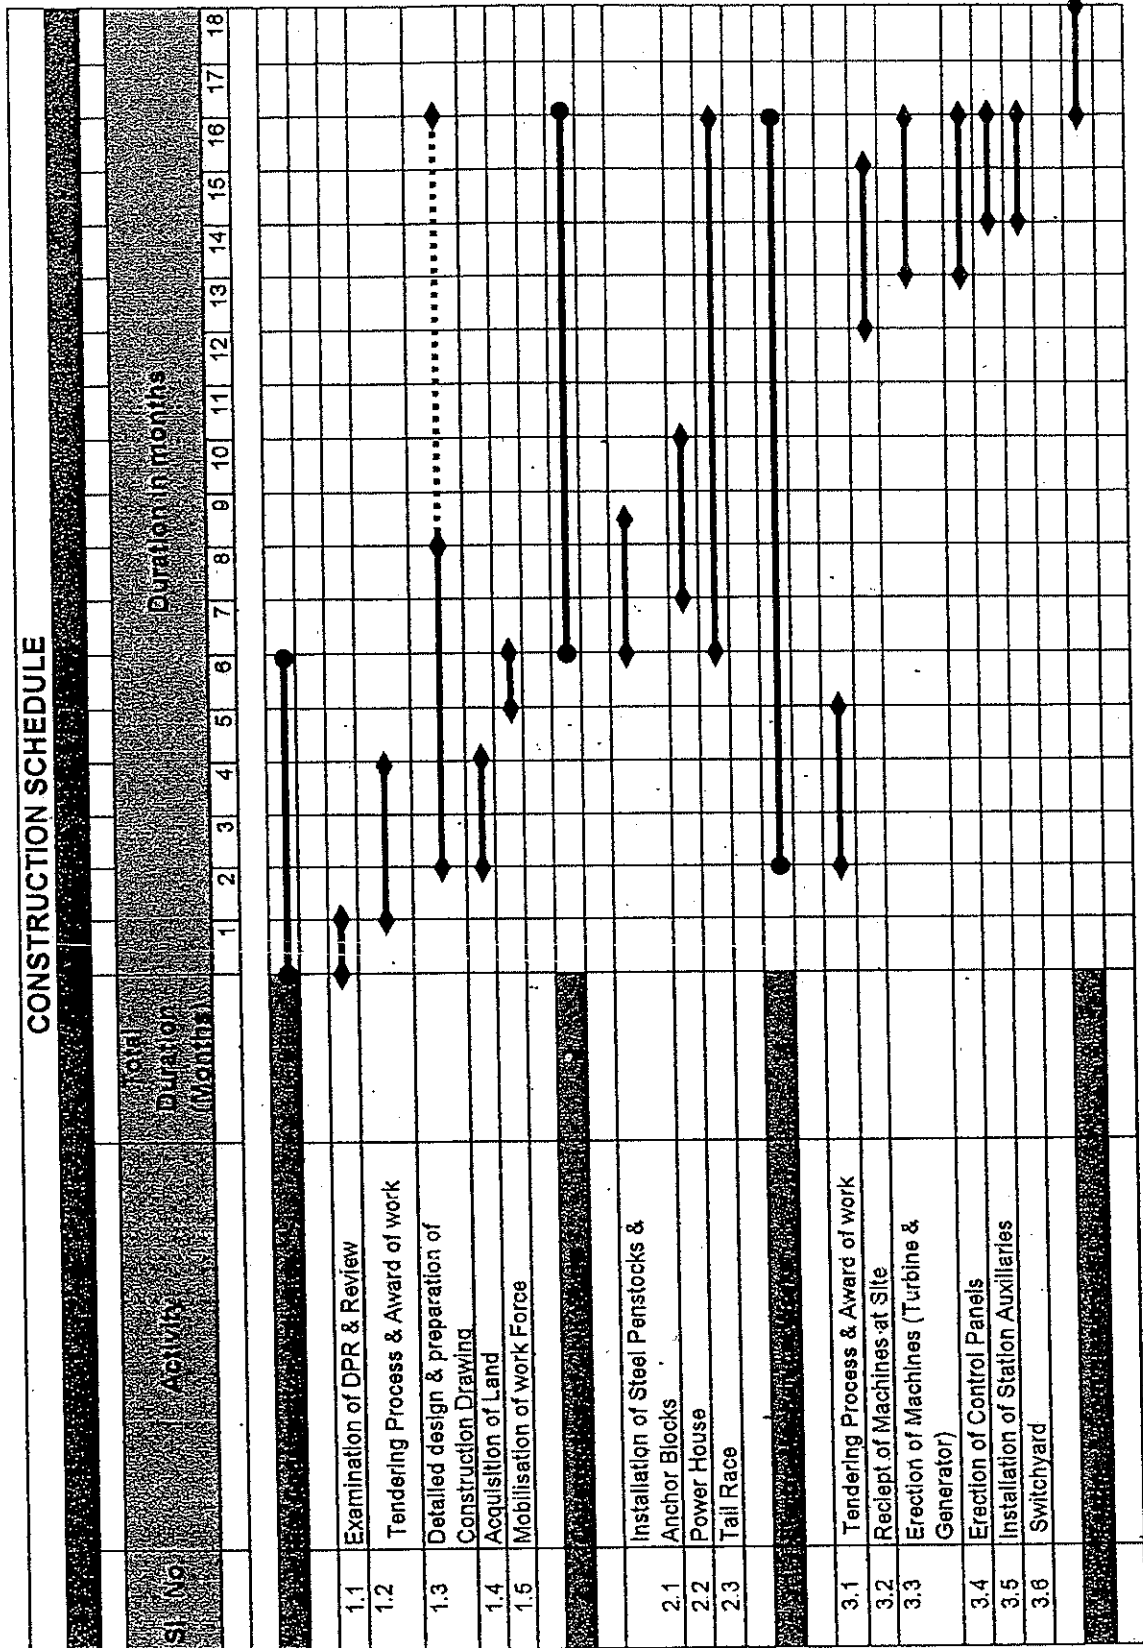 CONSTRUCTION SCHEDULE
Sl No Activity Total Duration (Months) Duration in months
1 2 3 4 5 6 7 8 9 10 11 12 13 14 15 16 17 18
1.1 Examination of DPR & Review
1.2 Tendering Process & Award of work
1.3 Detailed design & preparation of
Construction Drawing
1.4 Acquisition of Land
1.5 Mobilisation of work Force
Installation of Steel Penstocks &
2.1 Anchor Blocks
2.2 Power House
2.3 Tail Race
3.1 Tendering Process & Award of work
3.2 Reciept of Machines at Site
3.3 Erection of Machines (Turbine &
Generator)
3.4 Erection of Control Panels
3.5 Installation of Station Auxiliaries
3.6 Switchyard